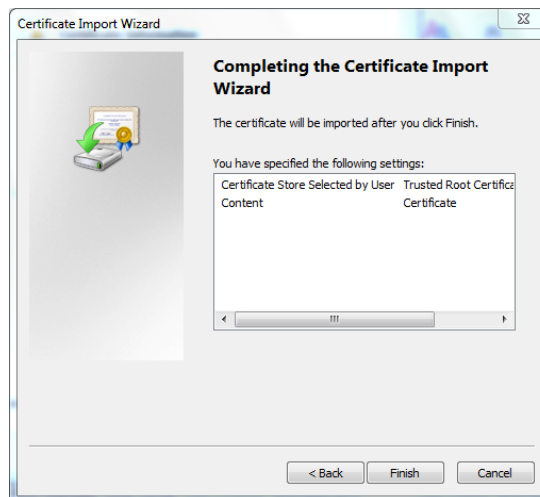 Certificate Import Wizard
Completing the Certificate Import
Wizard
The certificate will be imported after you click Finish.
You have specified the following settings:
Certificate Store Selected by User Trusted Root Certifica
Content Certificate
< Back Finish Cancel